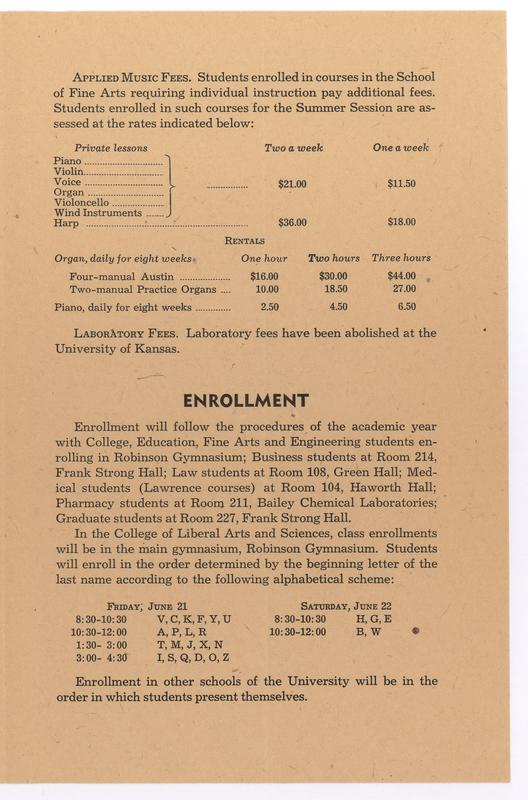 APPLIED MUSIC FEES. Students enrolled in courses in the School
of Fine Arts requiring individual instruction pay additional fees.
Students enrolled in such courses for the Summer Session are as-
sessed at the rates indicated below:
Private lessons Two a week One a week
Piano ............................
Violin............................
Voice ............................
Organ ............................ .............. $21.00 $11.50
Violoncello ..................
Wind Instruments ......
Harp .......................................................... $36.00 $18.00
RENTALS
Organ, daily for eight weeks One hour Two hours Three hours
Four-manual Austin .................. $16.00 $30.00 $44.00
Two-manual Practice Organs .... 10.00 18.50 27.00
Piano, daily for eight weeks ............. 2.50 4.50 6.50
LABORATORY FEES. Laboratory fees have been abolished at the
University of Kansas.
ENROLLMENT
Enrollment will follow the procedures of the academic year
with College, Education, Fine Arts and Engineering students en-
rolling in Robinson Gymnasium; Business students at Room 214,
Frank Strong Hall; Law students at Room 108, Green Hall; Med-
ical students (Lawrence courses) at Room 104, Haworth Hall;
Pharmacy students at Room 211, Bailey Chemical Laboratories;
Graduate students at Room 227, Frank Strong Hall.
In the College of Liberal Arts and Sciences, class enrollments
will be in the main gymnasium, Robinson Gymnasium. Students
will enroll in the order determined by the beginning letter of the
last name according to the following alphabetical scheme:
FRIDAY, JUNE 21 SATURDAY, JUNE 22
8:30-10:30 V, C, K, F, Y, U 8:30-10:30 H, G, E
10:30-12:00 A, P, L, R 10:30-12:00 B, W
1:30- 3:00 T, M, J, X, N
3:00- 4:30 I, S, Q, D, O, Z
Enrollment in other schools of the University will be in the
order in which students present themselves.